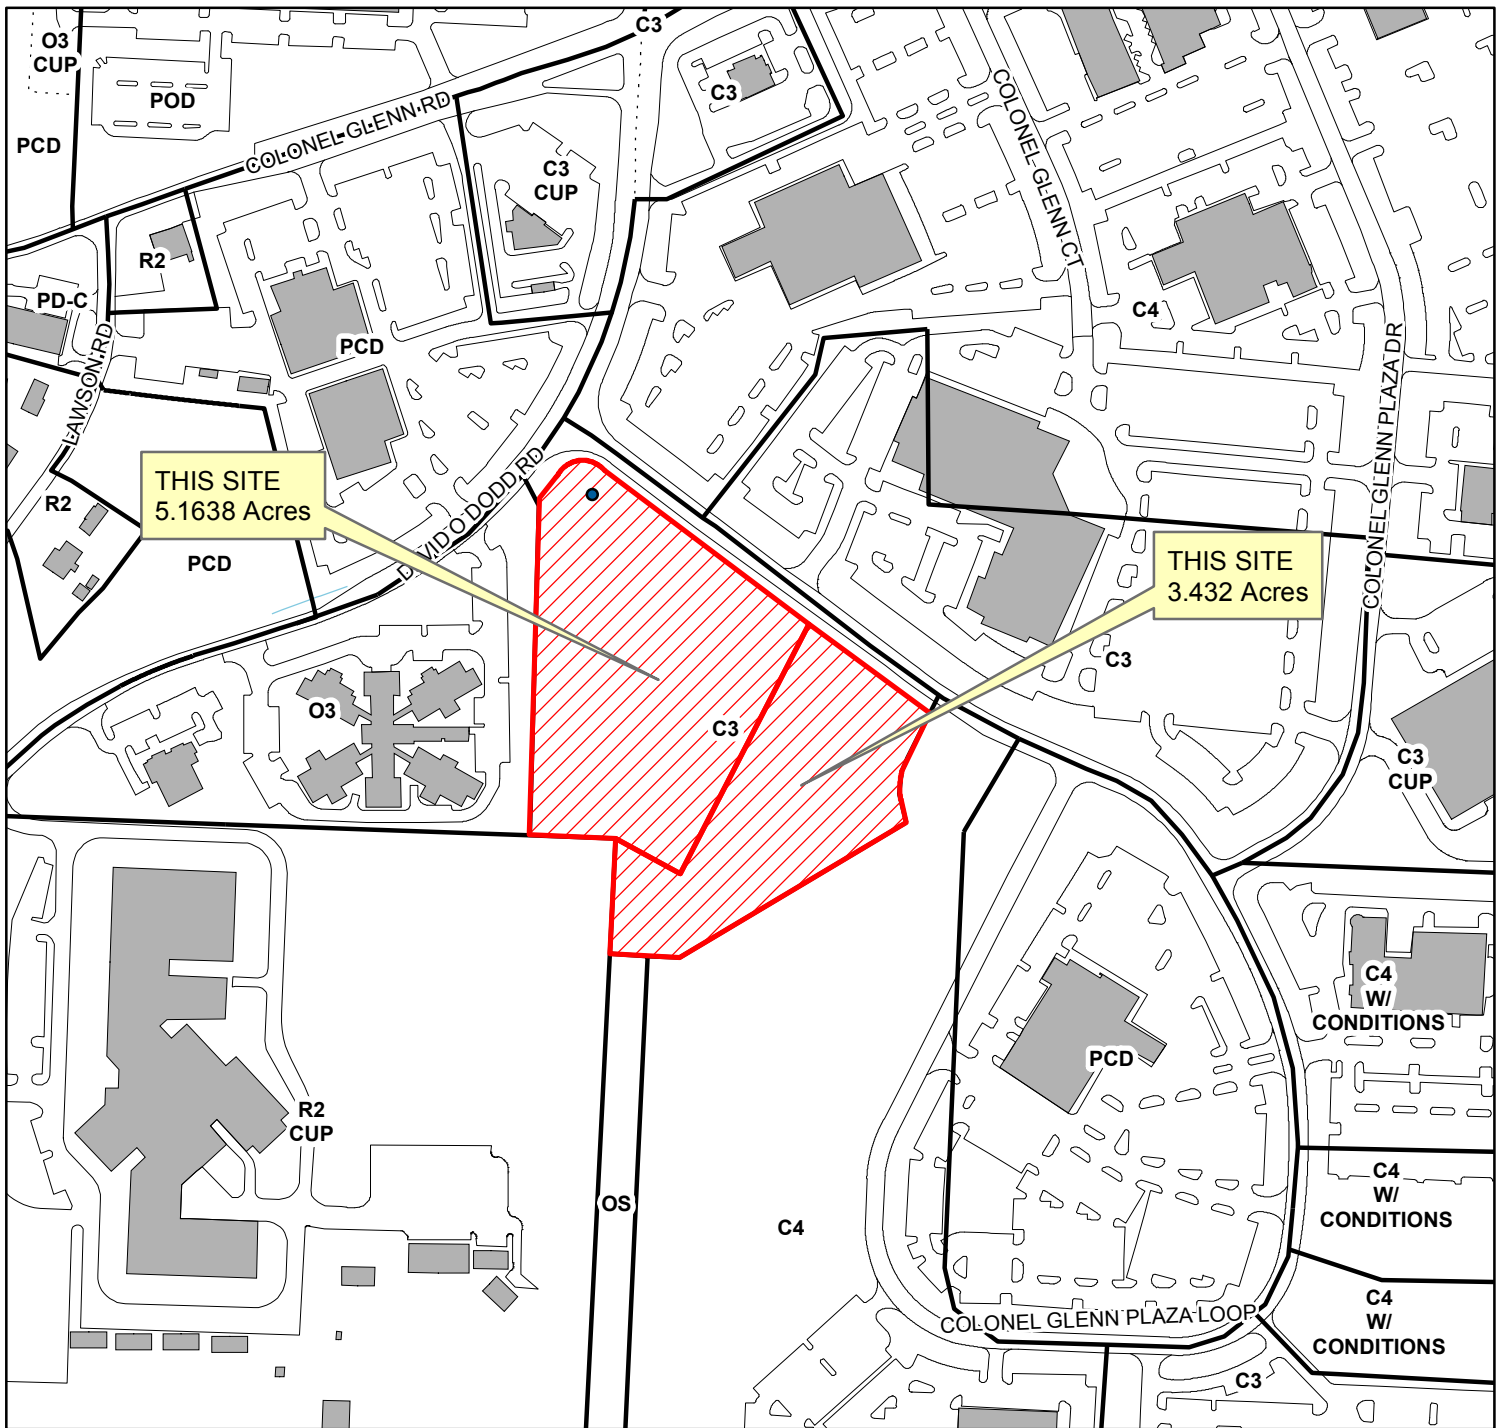 O3
CUP
C3
POD
C3
PCD
COLONEL GLENN RD
COLONEL GLENN CT
C3
CUP
R2
PD-C
C4
LAWSON RD
PCD
COLONEL GLENN PLAZA DR
THIS SITE
5.1638 Acres
R2
PCD
DAVID O DODD RD
THIS SITE
3.432 Acres
C3
O3
C3
C3
CUP
C4
W/
CONDITIONS
PCD
R2
CUP
C4
W/
CONDITIONS
OS
C4
COLONEL GLENN PLAZA LOOP
C4
W/
CONDITIONS
C3